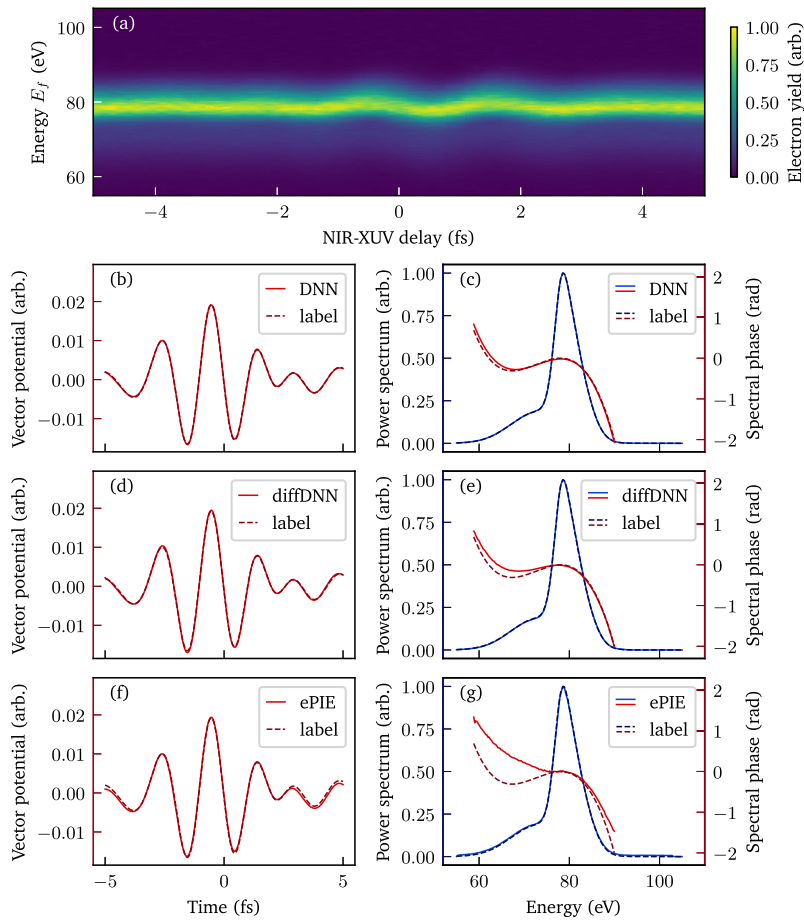 (a)
100
80
60
Energy E_f (eV)
−4 −2 0 2 4
NIR-XUV delay (fs)
1.00
0.75
0.50
0.25
0.00
Electron yield (arb.)
(b)
DNN
label
0.02
0.01
0.00
−0.01
Vector potential (arb.)
(c)
DNN
label
1.00
0.75
0.50
0.25
0.00
Power spectrum (arb.)
2
1
0
−1
−2
Spectral phase (rad)
(d)
diffDNN
label
0.02
0.01
0.00
−0.01
Vector potential (arb.)
(e)
diffDNN
label
1.00
0.75
0.50
0.25
0.00
Power spectrum (arb.)
2
1
0
−1
−2
Spectral phase (rad)
(f)
ePIE
label
0.02
0.01
0.00
−0.01
Vector potential (arb.)
−5 0 5
Time (fs)
(g)
ePIE
label
1.00
0.75
0.50
0.25
0.00
Power spectrum (arb.)
2
1
0
−1
−2
Spectral phase (rad)
60 80 100
Energy (eV)